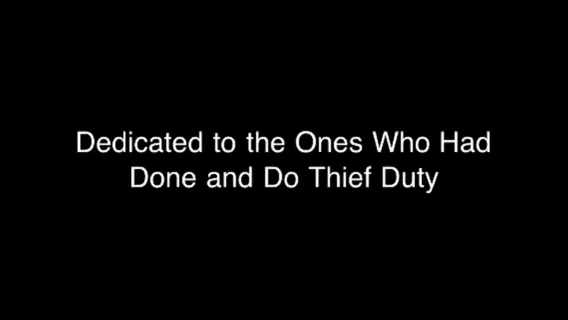 Dedicated to the Ones Who Had
Done and Do Thief Duty